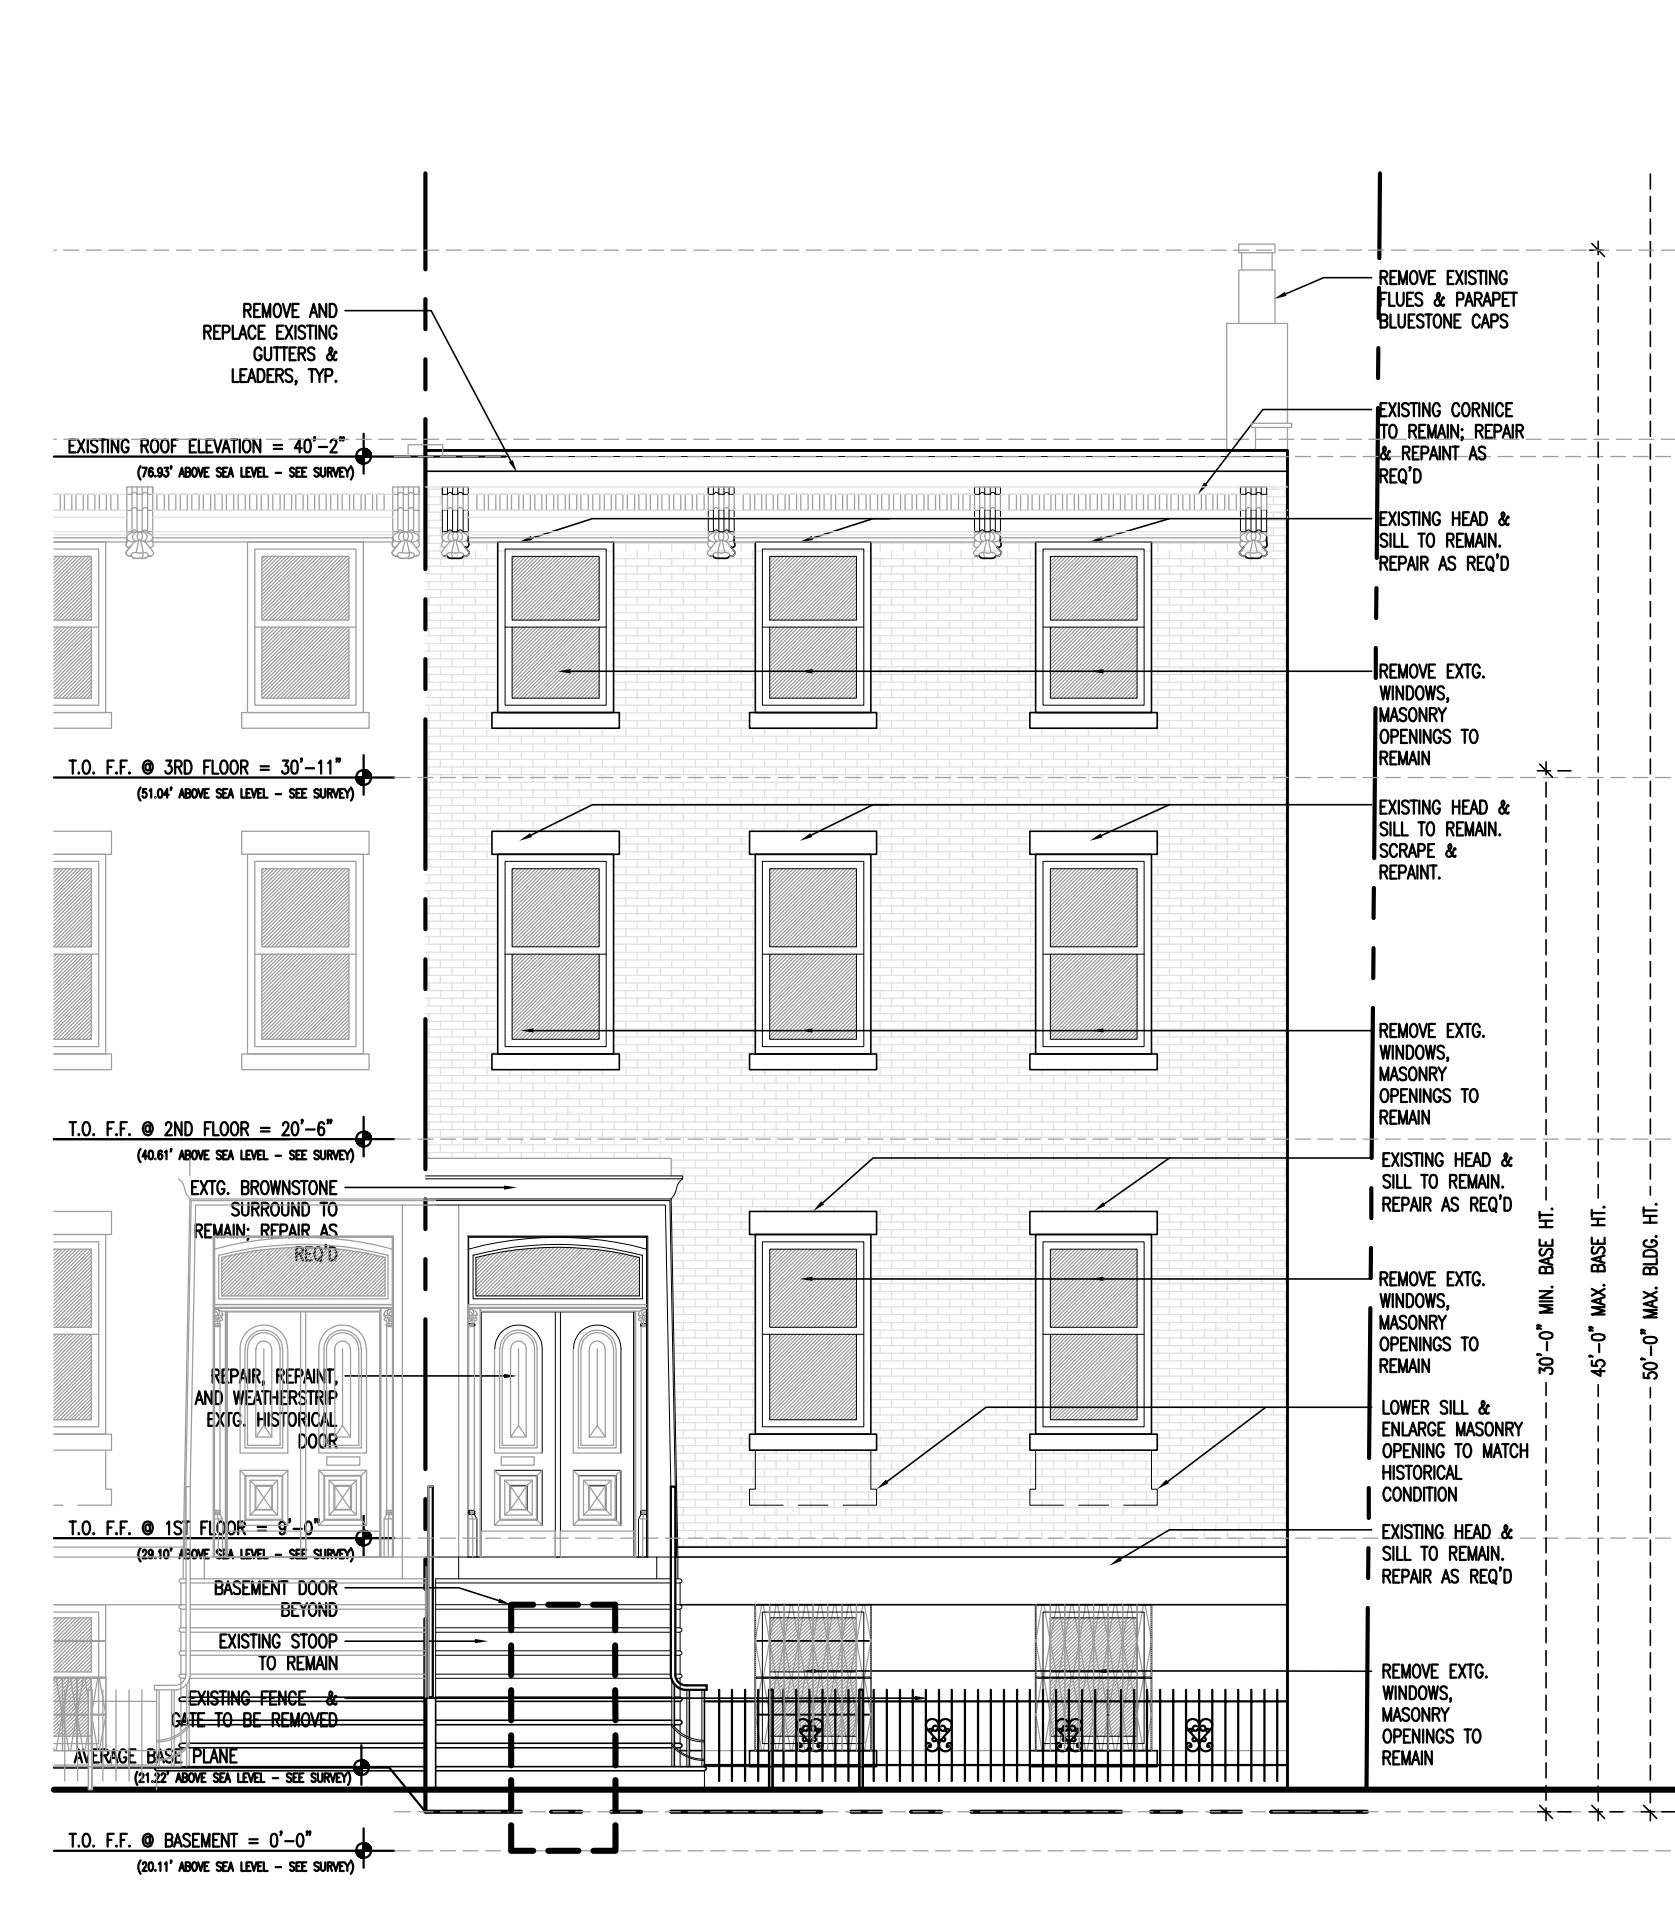 REMOVE AND
REPLACE EXISTING
GUTTERS &
LEADERS, TYP.
EXISTING ROOF ELEVATION = 40'-2"
(76.93' ABOVE SEA LEVEL - SEE SURVEY)
T.O. F.F. @ 3RD FLOOR = 30'-11"
(51.04' ABOVE SEA LEVEL - SEE SURVEY)
T.O. F.F. @ 2ND FLOOR = 20'-6"
(40.61' ABOVE SEA LEVEL - SEE SURVEY)
EXTG. BROWNSTONE
SURROUND TO
REMAIN; REPAIR AS
REQ'D
REPAIR, REPAINT,
AND WEATHERSTRIP
EXTG. HISTORICAL
DOOR
T.O. F.F. @ 1ST FLOOR = 9'-0"
(29.10' ABOVE SEA LEVEL - SEE SURVEY)
BASEMENT DOOR
BEYOND
EXISTING STOOP
TO REMAIN
EXISTING FENCE &
GATE TO BE REMOVED
AVERAGE BASE PLANE
(21.22' ABOVE SEA LEVEL - SEE SURVEY)
T.O. F.F. @ BASEMENT = 0'-0"
(20.11' ABOVE SEA LEVEL - SEE SURVEY)
REMOVE EXISTING
FLUES & PARAPET
BLUESTONE CAPS
EXISTING CORNICE
TO REMAIN; REPAIR
& REPAINT AS
REQ'D
EXISTING HEAD &
SILL TO REMAIN.
REPAIR AS REQ'D
REMOVE EXTG.
WINDOWS,
MASONRY
OPENINGS TO
REMAIN
EXISTING HEAD &
SILL TO REMAIN.
SCRAPE &
REPAINT.
REMOVE EXTG.
WINDOWS,
MASONRY
OPENINGS TO
REMAIN
EXISTING HEAD &
SILL TO REMAIN.
REPAIR AS REQ'D
REMOVE EXTG.
WINDOWS,
MASONRY
OPENINGS TO
REMAIN
LOWER SILL &
ENLARGE MASONRY
OPENING TO MATCH
HISTORICAL
CONDITION
EXISTING HEAD &
SILL TO REMAIN.
REPAIR AS REQ'D
REMOVE EXTG.
WINDOWS,
MASONRY
OPENINGS TO
REMAIN
30'-0" MIN. BASE HT.
45'-0" MAX. BASE HT.
50'-0" MAX. BLDG. HT.